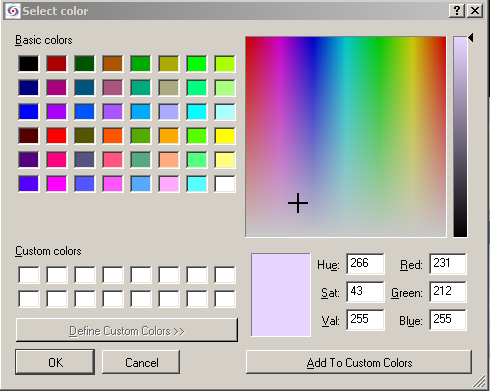 Select color
Basic colors
Custom colors
Hue: 266 Red: 231
Sat: 43 Green: 212
Val: 255 Blue: 255
Define Custom Colors >>
OK Cancel Add To Custom Colors